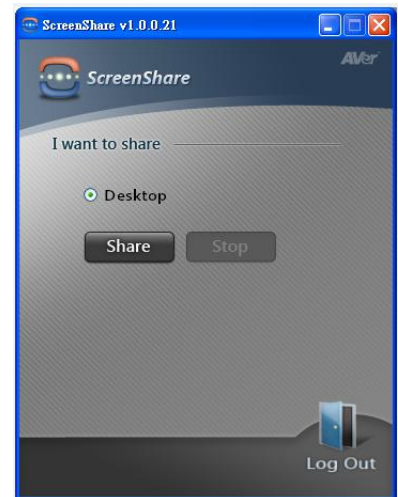 ScreenShare v1.0.0.21
AVer
ScreenShare
I want to share
Desktop
Share Stop
Log Out